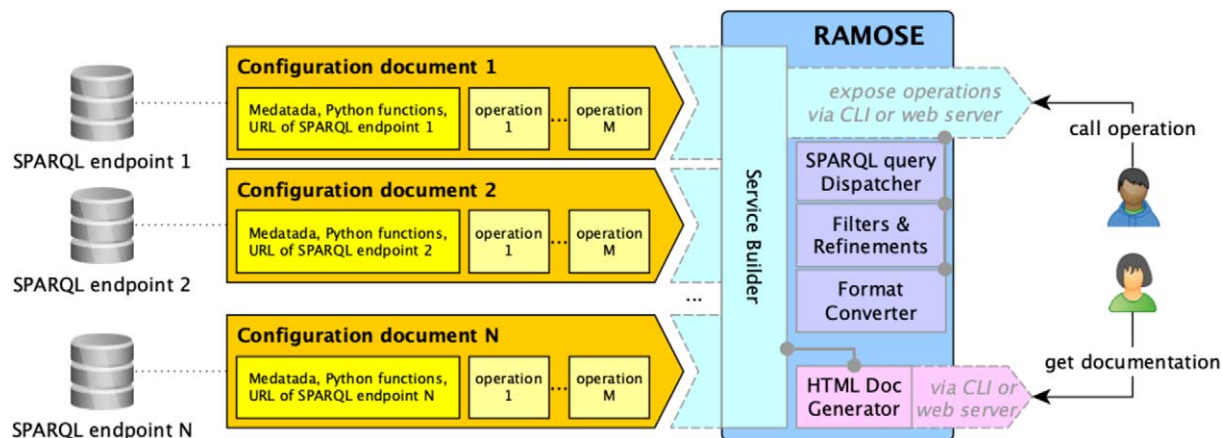 RAMOSE
Configuration document 1
Medatada, Python functions,
URL of SPARQL endpoint 1
operation
1
...
operation
M
SPARQL endpoint 1
Configuration document 2
Medatada, Python functions,
URL of SPARQL endpoint 2
operation
1
...
operation
M
SPARQL endpoint 2
...
Configuration document N
Medatada, Python functions,
URL of SPARQL endpoint N
operation
1
...
operation
M
SPARQL endpoint N
Service Builder
expose operations
via CLI or web server
SPARQL query
Dispatcher
Filters &
Refinements
Format
Converter
HTML Doc
Generator
via CLI or
web server
call operation
get documentation